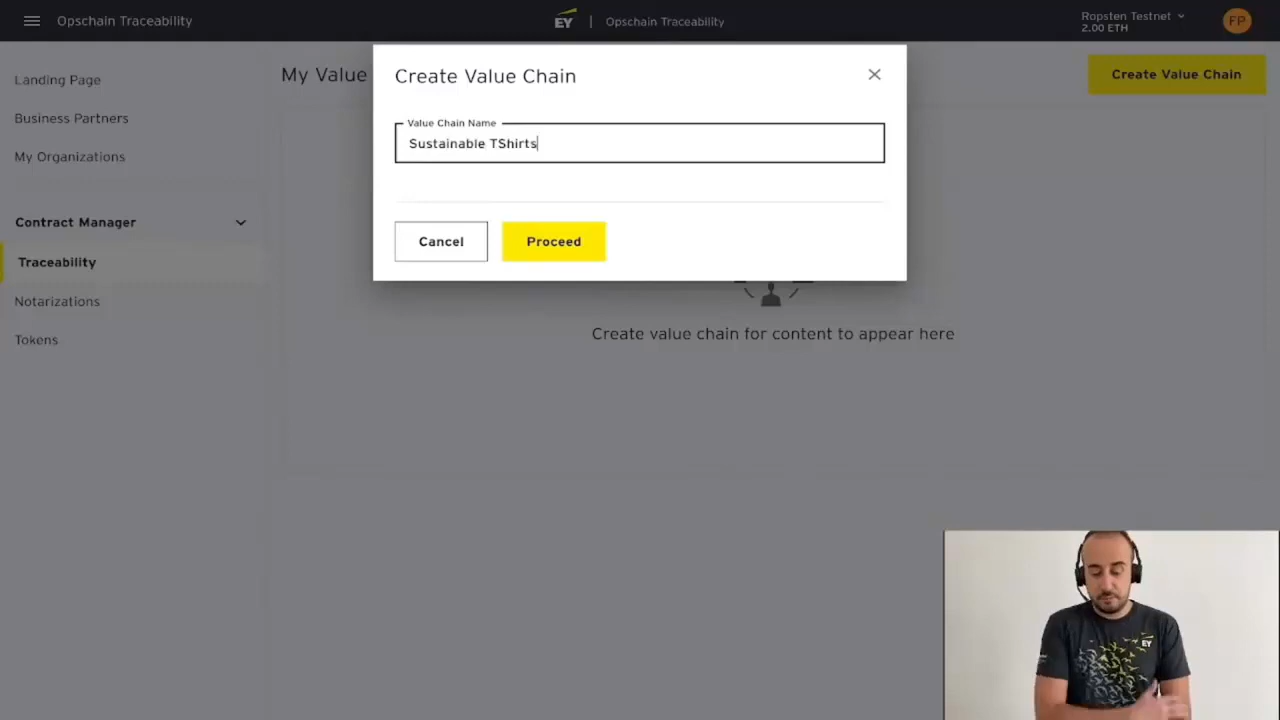 Opschain Traceability
EY | Opschain Traceability
Ropsten Testnet
2.00 ETH
FP
Landing Page
Business Partners
My Organizations
Contract Manager
Traceability
Notarizations
Tokens
My Value
Create Value Chain
Create Value Chain
Value Chain Name
Sustainable TShirts
Cancel
Proceed
Create value chain for content to appear here
EY